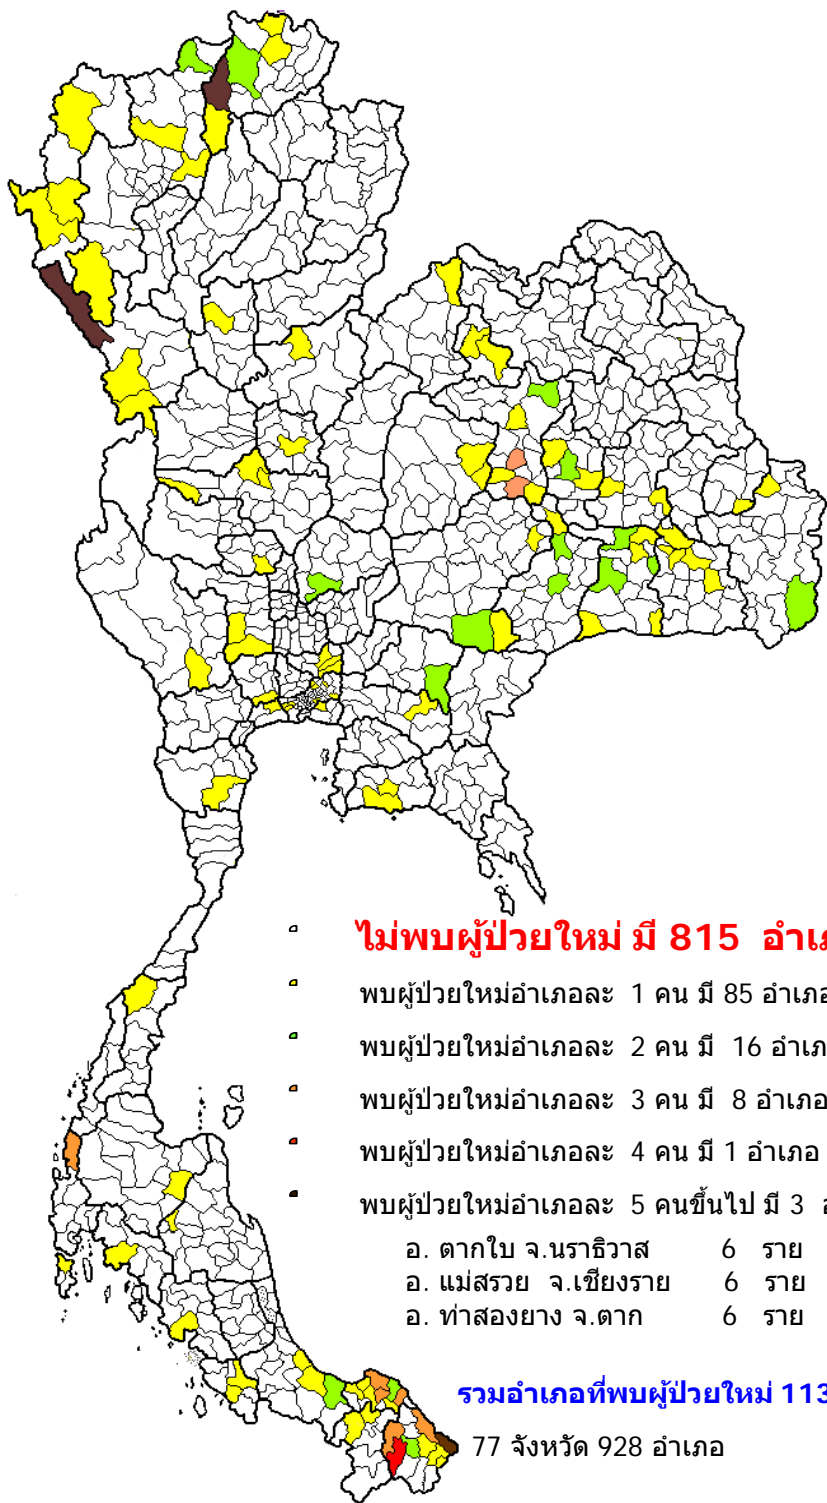 ไม่พบผู้ป่วยใหม่ มี 815 อำเภ
พบผู้ป่วยใหม่อำเภอละ 1 คน มี 85 อำเภอ
พบผู้ป่วยใหม่อำเภอละ 2 คน มี 16 อำเภ
พบผู้ป่วยใหม่อำเภอละ 3 คน มี 8 อำเภอ
พบผู้ป่วยใหม่อำเภอละ 4 คน มี 1 อำเภอ
พบผู้ป่วยใหม่อำเภอละ 5 คนขึ้นไป มี 3 อ
อ. ตากใบ จ.นราธิวาส 6 ราย
อ. แม่สรวย จ.เชียงราย 6 ราย
อ. ท่าสองยาง จ.ตาก 6 ราย
รวมอำเภอที่พบผู้ป่วยใหม่ 113
77 จังหวัด 928 อำเภอ